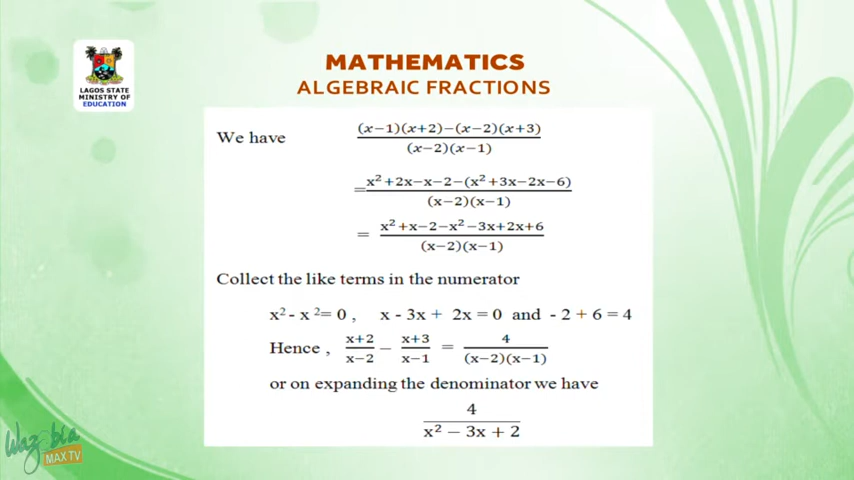 LAGOS STATE
MINISTRY OF
EDUCATION
MATHEMATICS
ALGEBRAIC FRACTIONS
We have (x−1)(x+2)−(x−2)(x+3) / (x−2)(x−1)
= x²+2x−x−2−(x²+3x−2x−6) / (x−2)(x−1)
= x²+x−2−x²−3x+2x+6 / (x−2)(x−1)
Collect the like terms in the numerator
x² - x ²= 0 , x - 3x + 2x = 0 and - 2 + 6 = 4
Hence , x+2 / x−2 − x+3 / x−1 = 4 / (x−2)(x−1)
or on expanding the denominator we have
4 / x² − 3x + 2
Wazobia
MAX TV